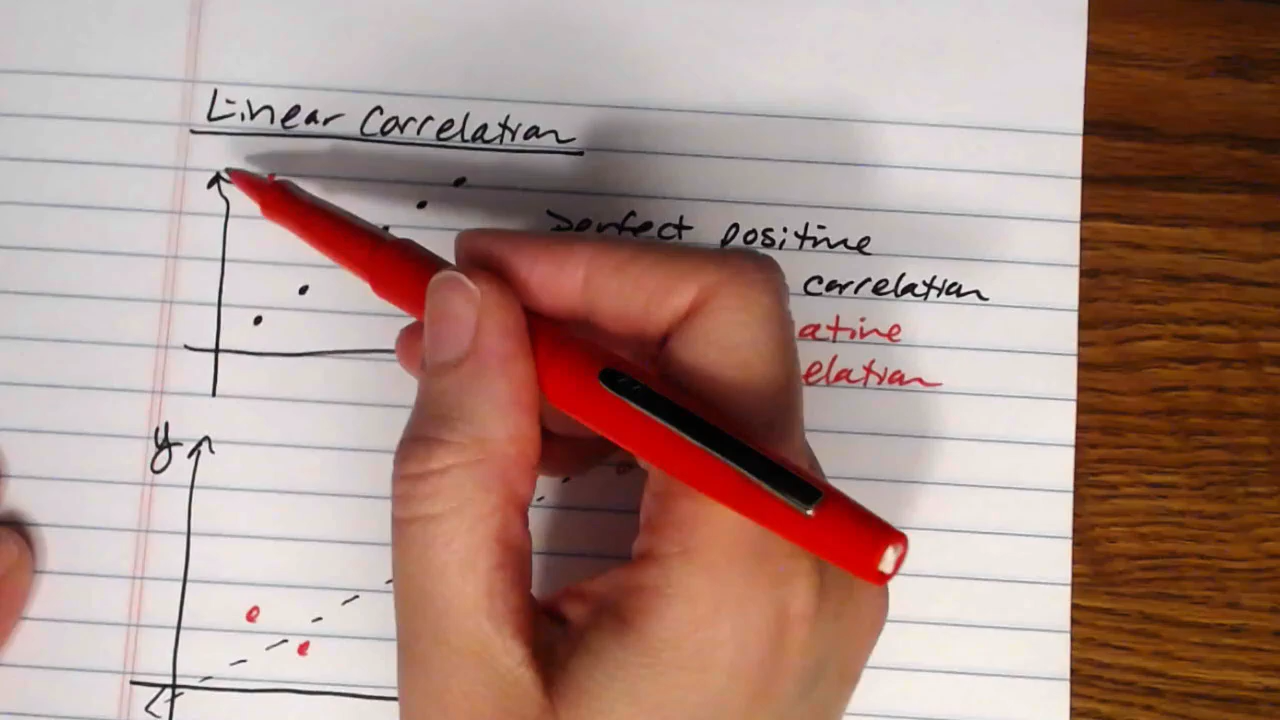 Linear Correlation
perfect positive
correlation
ative
elation
y